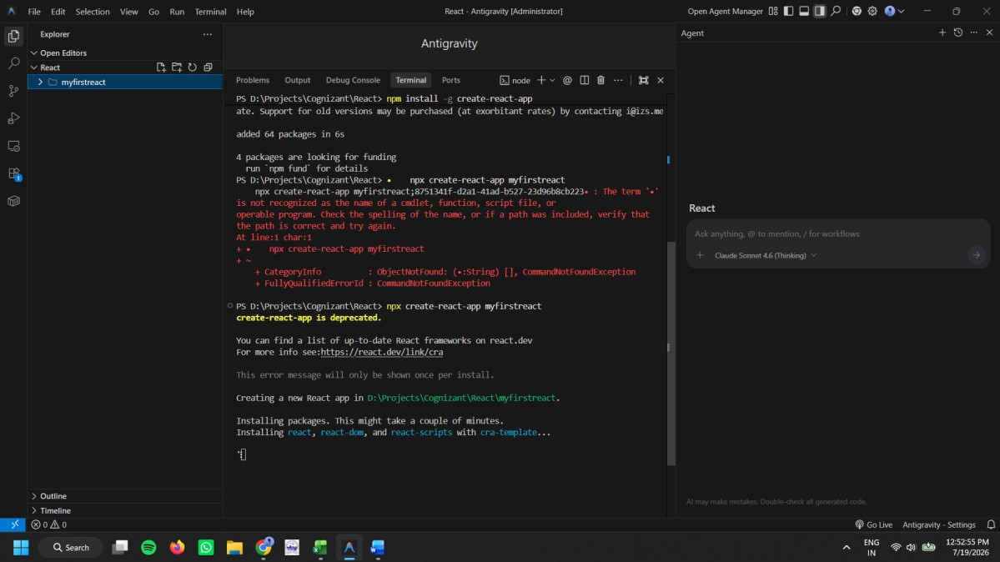 File Edit Selection View Go Run Terminal Help
React - Antigravity [Administrator]
Open Agent Manager
Explorer
Open Editors
React
myfirstreact
Outline
Timeline
Antigravity
Problems Output Debug Console Terminal Ports
node
PS D:\Projects\Cognizant\React> npm install -g create-react-app
ate. Support for old versions may be purchased (at exorbitant rates) by contacting i@izs.me
added 64 packages in 6s
4 packages are looking for funding
run `npm fund` for details
PS D:\Projects\Cognizant\React> •    npx create-react-app myfirstreact
npx create-react-app myfirstreact;8751341f-d2a1-41ad-b527-23d96b8cb223• : The term '•'
is not recognized as the name of a cmdlet, function, script file, or
operable program. Check the spelling of the name, or if a path was included, verify that
the path is correct and try again.
At line:1 char:1
+ •    npx create-react-app myfirstreact
+ ~
+ CategoryInfo          : ObjectNotFound: (•:String) [], CommandNotFoundException
+ FullyQualifiedErrorId : CommandNotFoundException
PS D:\Projects\Cognizant\React> npx create-react-app myfirstreact
create-react-app is deprecated.
You can find a list of up-to-date React frameworks on react.dev
For more info see:https://react.dev/link/cra
This error message will only be shown once per install.
Creating a new React app in D:\Projects\Cognizant\React\myfirstreact.
Installing packages. This might take a couple of minutes.
Installing react, react-dom, and react-scripts with cra-template...
Agent
React
Ask anything, @ to mention, / for workflows
Claude Sonnet 4.6 (Thinking)
AI may make mistakes. Double-check all generated code.
0 0
Go Live Antigravity - Settings
Search
ENG
IN
12:52:55 PM
7/19/2026